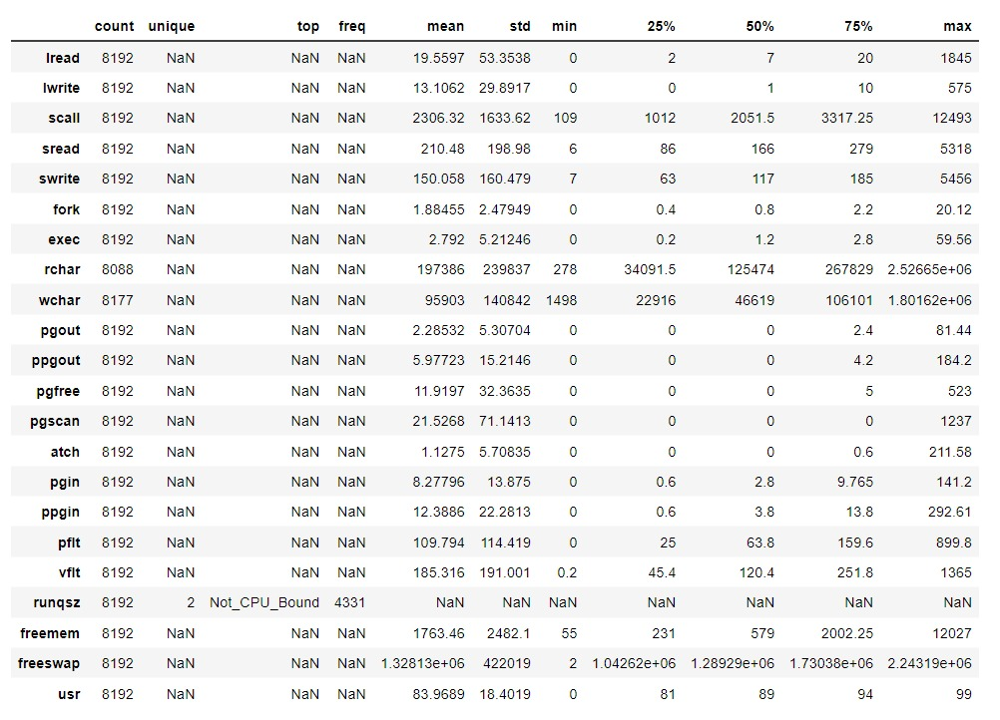 count unique top freq mean std min 25% 50% 75% max
lread 8192 NaN NaN NaN 19.5597 53.3538 0 2 7 20 1845
lwrite 8192 NaN NaN NaN 13.1062 29.8917 0 0 1 10 575
scall 8192 NaN NaN NaN 2306.32 1633.62 109 1012 2051.5 3317.25 12493
sread 8192 NaN NaN NaN 210.48 198.98 6 86 166 279 5318
swrite 8192 NaN NaN NaN 150.058 160.479 7 63 117 185 5456
fork 8192 NaN NaN NaN 1.88455 2.47949 0 0.4 0.8 2.2 20.12
exec 8192 NaN NaN NaN 2.792 5.21246 0 0.2 1.2 2.8 59.56
rchar 8088 NaN NaN NaN 197386 239837 278 34091.5 125474 267829 2.52665e+06
wchar 8177 NaN NaN NaN 95903 140842 1498 22916 46619 106101 1.80162e+06
pgout 8192 NaN NaN NaN 2.28532 5.30704 0 0 0 2.4 81.44
ppgout 8192 NaN NaN NaN 5.97723 15.2146 0 0 0 4.2 184.2
pgfree 8192 NaN NaN NaN 11.9197 32.3635 0 0 0 5 523
pgscan 8192 NaN NaN NaN 21.5268 71.1413 0 0 0 0 1237
atch 8192 NaN NaN NaN 1.1275 5.70835 0 0 0 0.6 211.58
pgin 8192 NaN NaN NaN 8.27796 13.875 0 0.6 2.8 9.765 141.2
ppgin 8192 NaN NaN NaN 12.3886 22.2813 0 0.6 3.8 13.8 292.61
pflt 8192 NaN NaN NaN 109.794 114.419 0 25 63.8 159.6 899.8
vflt 8192 NaN NaN NaN 185.316 191.001 0.2 45.4 120.4 251.8 1365
runqsz 8192 2 Not_CPU_Bound 4331 NaN NaN NaN NaN NaN NaN NaN
freemem 8192 NaN NaN NaN 1763.46 2482.1 55 231 579 2002.25 12027
freeswap 8192 NaN NaN NaN 1.32813e+06 422019 2 1.04262e+06 1.28929e+06 1.73038e+06 2.24319e+06
usr 8192 NaN NaN NaN 83.9689 18.4019 0 81 89 94 99